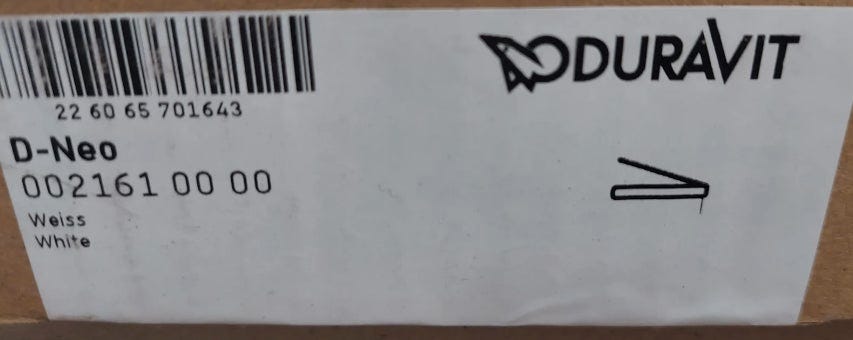 DURAVIT
22 60 65 701643
D-Neo
002161 00 00
Weiss
White